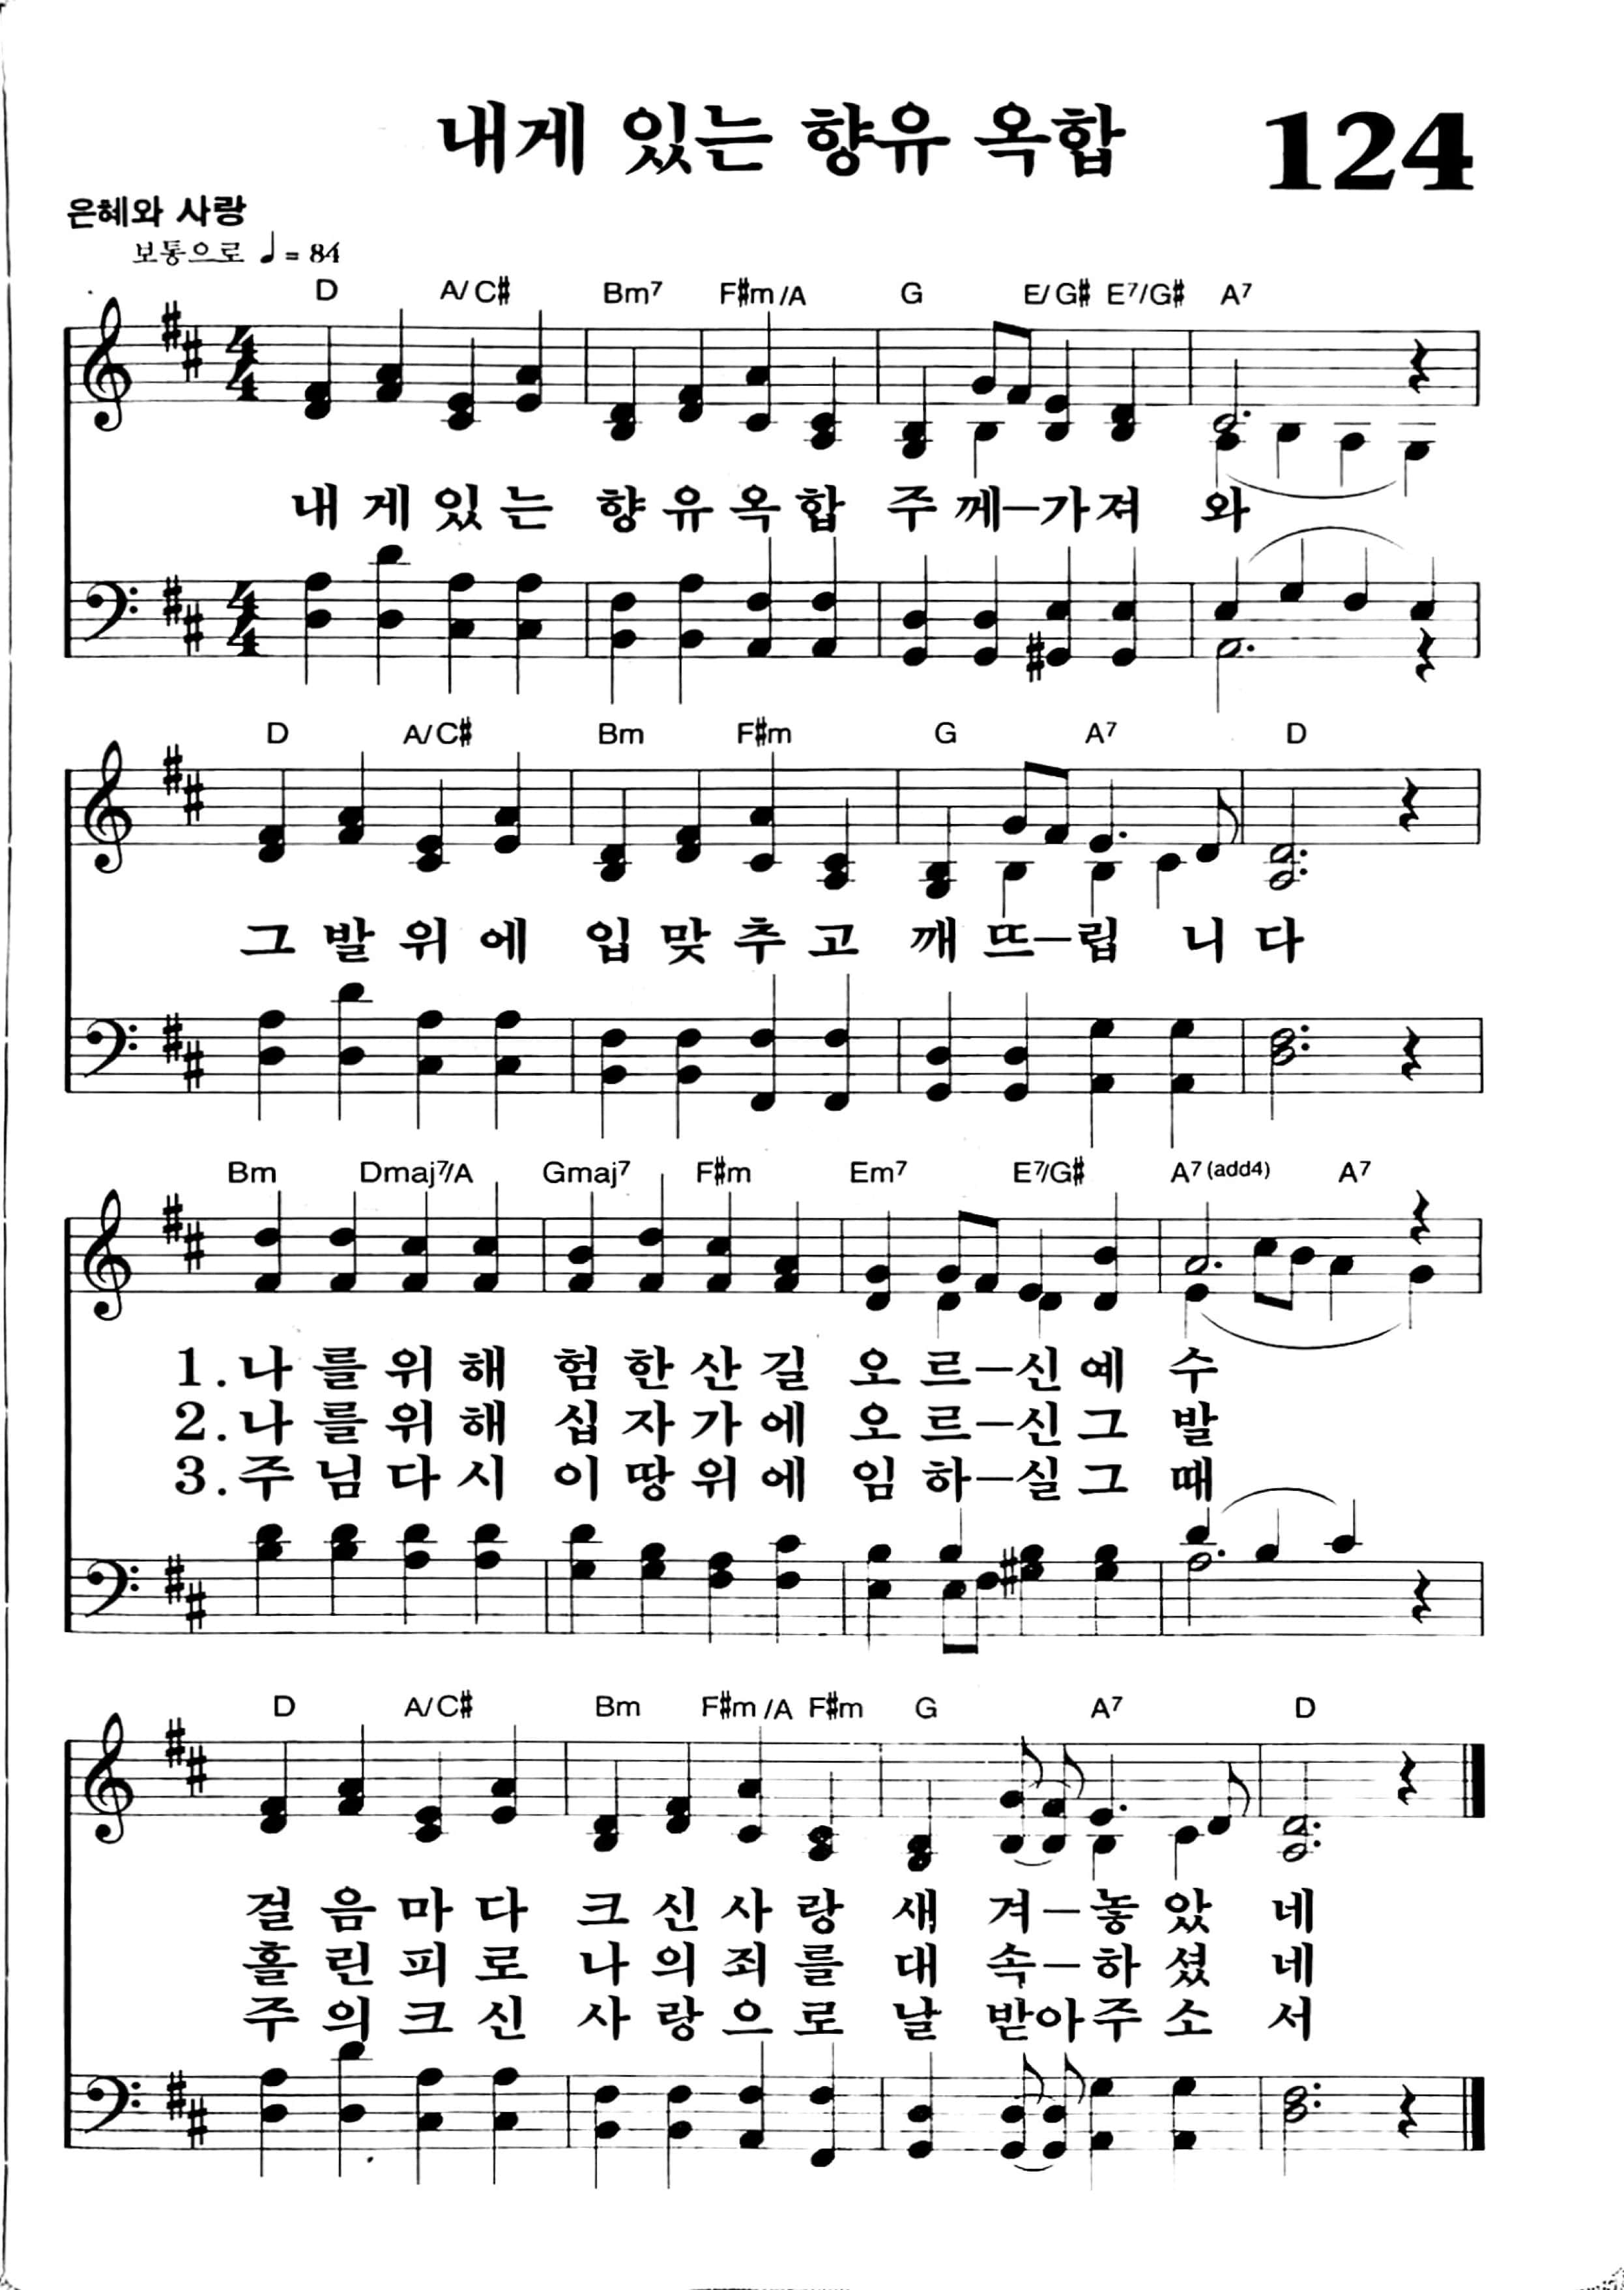 내게 있는 향유 옥합 124
은혜와 사랑
보통으로 ♩= 84
D A/C# Bm7 F#m/A G E/G# E7/G# A7
내 게 있 는 향 유 옥 합 주 께－가 져 와
D A/C# Bm F#m G A7 D
그 발 위 에 입 맞 추 고 깨 뜨－립 니 다
Bm Dmaj7/A Gmaj7 F#m Em7 E7/G# A7(add4) A7
1. 나 를 위 해 험 한 산 길 오 르－신 예 수
2. 나 를 위 해 십 자 가 에 오 르－신 그 발
3. 주 님 다 시 이 땅 위 에 임 하－실 그 때
D A/C# Bm F#m/A F#m G A7 D
걸 음 마 다 크 신 사 랑 새 겨－놓 았 네
흘 린 피 로 나 의 죄 를 대 속－하 셨 네
주 의 크 신 사 랑 으 로 날 받아주 소 서